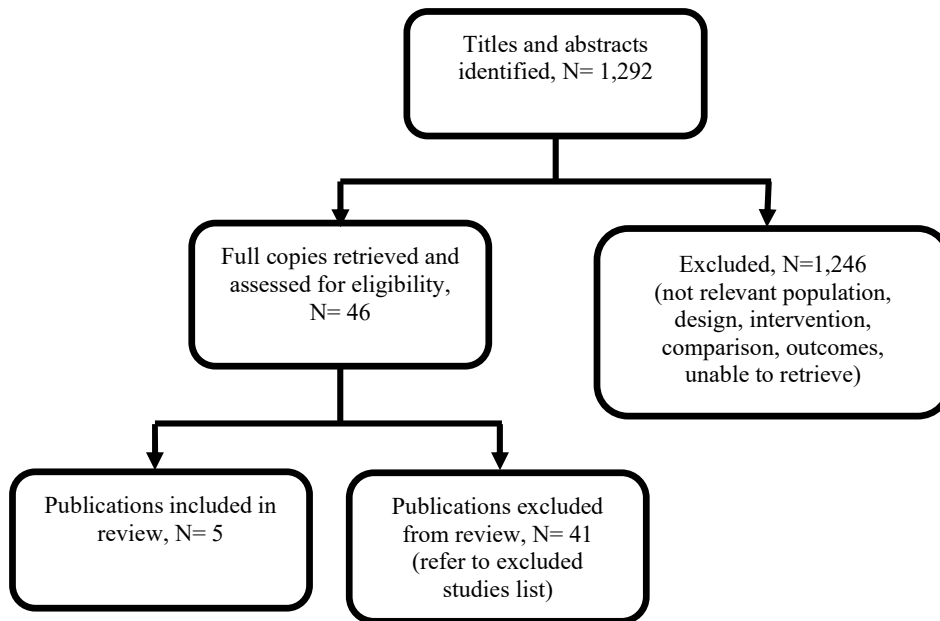 Titles and abstracts
identified, N= 1,292
Full copies retrieved and
assessed for eligibility,
N= 46
Excluded, N=1,246
(not relevant population,
design, intervention,
comparison, outcomes,
unable to retrieve)
Publications included in
review, N= 5
Publications excluded
from review, N= 41
(refer to excluded
studies list)